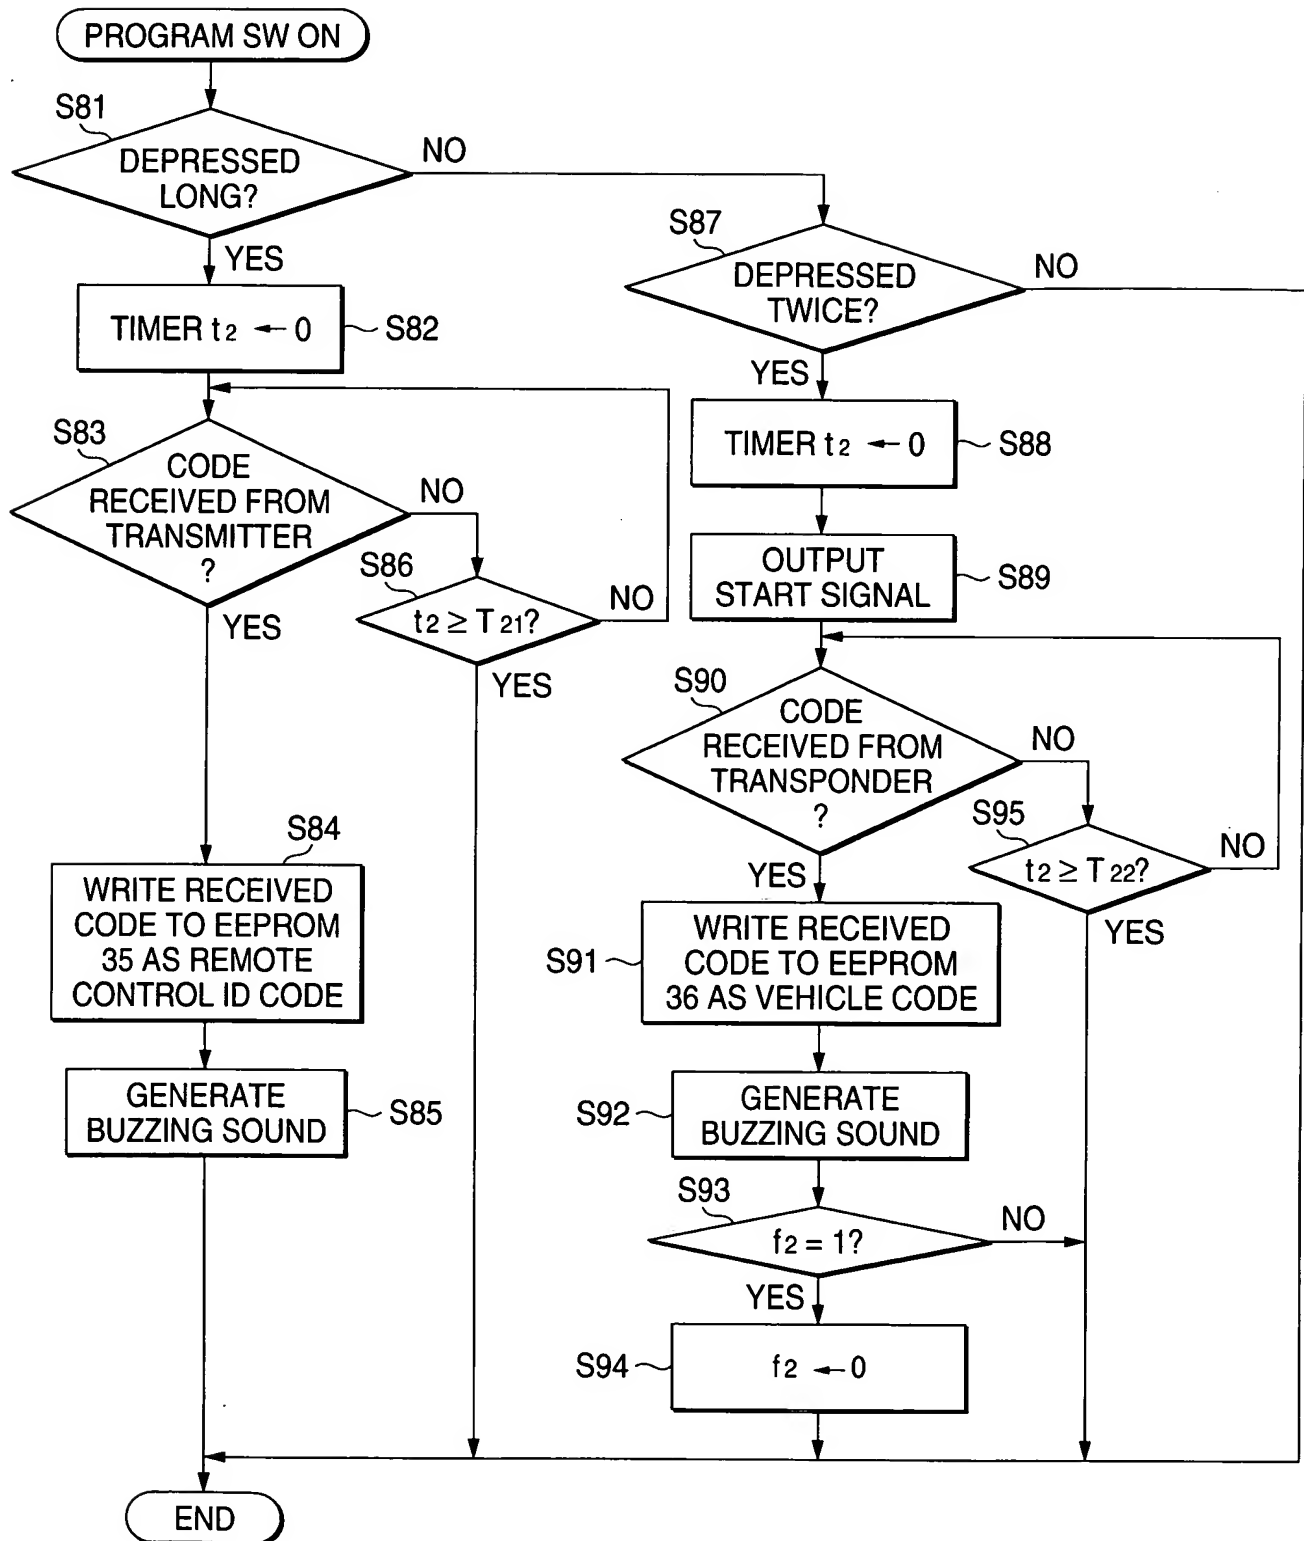 PROGRAM SW ON
S81
DEPRESSED
LONG?
NO
YES
TIMER t2 ← 0
S82
S83
CODE
RECEIVED FROM
TRANSMITTER
?
NO
YES
S86
t2 ≥ T21?
NO
YES
S84
WRITE RECEIVED
CODE TO EEPROM
35 AS REMOTE
CONTROL ID CODE
GENERATE
BUZZING SOUND
S85
S87
DEPRESSED
TWICE?
NO
YES
TIMER t2 ← 0
S88
OUTPUT
START SIGNAL
S89
S90
CODE
RECEIVED FROM
TRANSPONDER
?
NO
YES
S95
t2 ≥ T22?
NO
YES
S91
WRITE RECEIVED
CODE TO EEPROM
36 AS VEHICLE CODE
S92
GENERATE
BUZZING SOUND
S93
f2 = 1?
NO
YES
S94
f2 ← 0
END